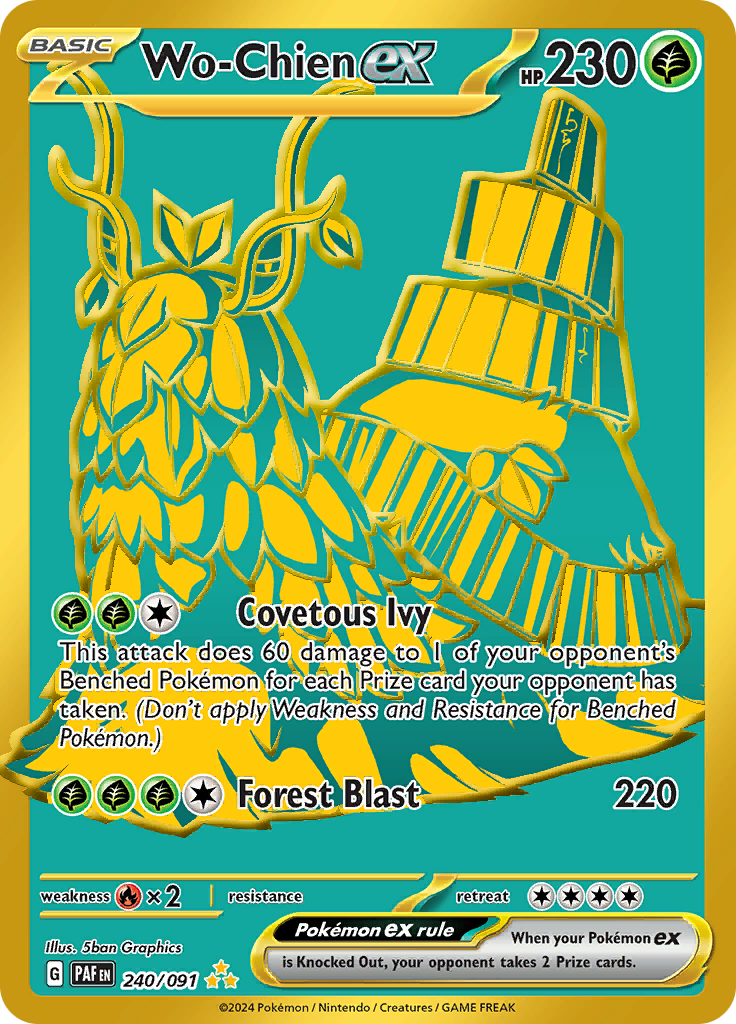 BASIC Wo-Chien ex HP 230
Covetous Ivy
This attack does 60 damage to 1 of your opponent's
Benched Pokémon for each Prize card your opponent has
taken. (Don't apply Weakness and Resistance for Benched
Pokémon.)
Forest Blast 220
weakness ×2 resistance retreat
Pokémon ex rule
When your Pokémon ex
is Knocked Out, your opponent takes 2 Prize cards.
Illus. 5ban Graphics
G PAF EN 240/091
©2024 Pokémon / Nintendo / Creatures / GAME FREAK